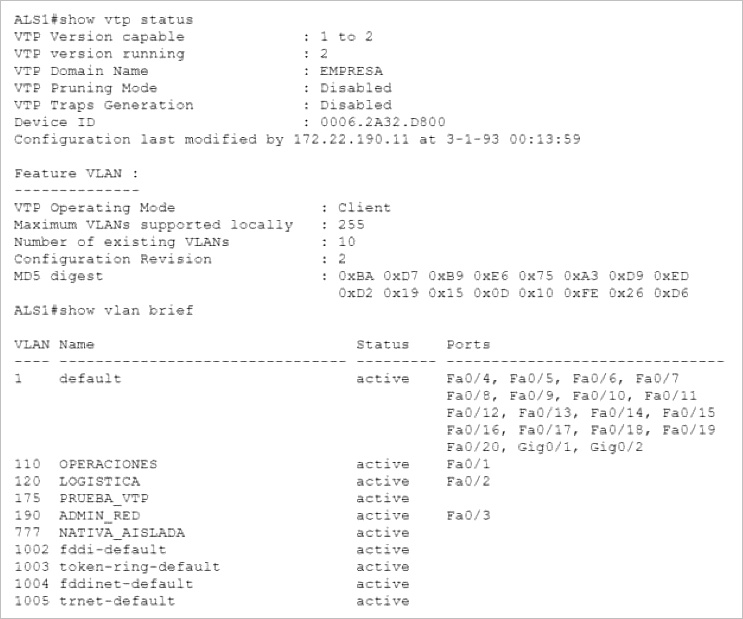 ALS1#show vtp status
VTP Version capable : 1 to 2
VTP version running : 2
VTP Domain Name : EMPRESA
VTP Pruning Mode : Disabled
VTP Traps Generation : Disabled
Device ID : 0006.2A32.D800
Configuration last modified by 172.22.190.11 at 3-1-93 00:13:59
Feature VLAN :
--------------
VTP Operating Mode : Client
Maximum VLANs supported locally : 255
Number of existing VLANs : 10
Configuration Revision : 2
MD5 digest : 0xBA 0xD7 0xB9 0xE6 0x75 0xA3 0xD9 0xED
0xD2 0x19 0x15 0x0D 0x10 0xFE 0x26 0xD6
ALS1#show vlan brief
VLAN Name Status Ports
---- -------------------------------- --------- -------------------------------
1 default active Fa0/4, Fa0/5, Fa0/6, Fa0/7
Fa0/8, Fa0/9, Fa0/10, Fa0/11
Fa0/12, Fa0/13, Fa0/14, Fa0/15
Fa0/16, Fa0/17, Fa0/18, Fa0/19
Fa0/20, Gig0/1, Gig0/2
110 OPERACIONES active Fa0/1
120 LOGISTICA active Fa0/2
175 PRUEBA_VTP active
190 ADMIN_RED active Fa0/3
777 NATIVA_AISLADA active
1002 fddi-default active
1003 token-ring-default active
1004 fddinet-default active
1005 trnet-default active